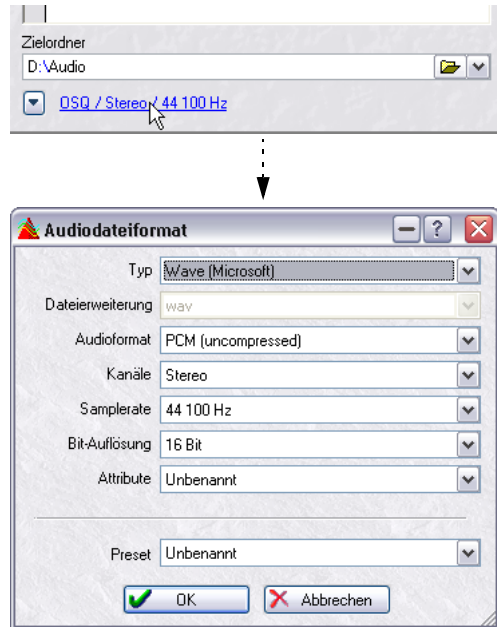 Zielordner
D:\Audio
OSQ / Stereo / 44 100 Hz
Audiodateiformat
Typ Wave (Microsoft)
Dateierweiterung wav
Audioformat PCM (uncompressed)
Kanäle Stereo
Samplerate 44 100 Hz
Bit-Auflösung 16 Bit
Attribute Unbenannt
Preset Unbenannt
OK Abbrechen